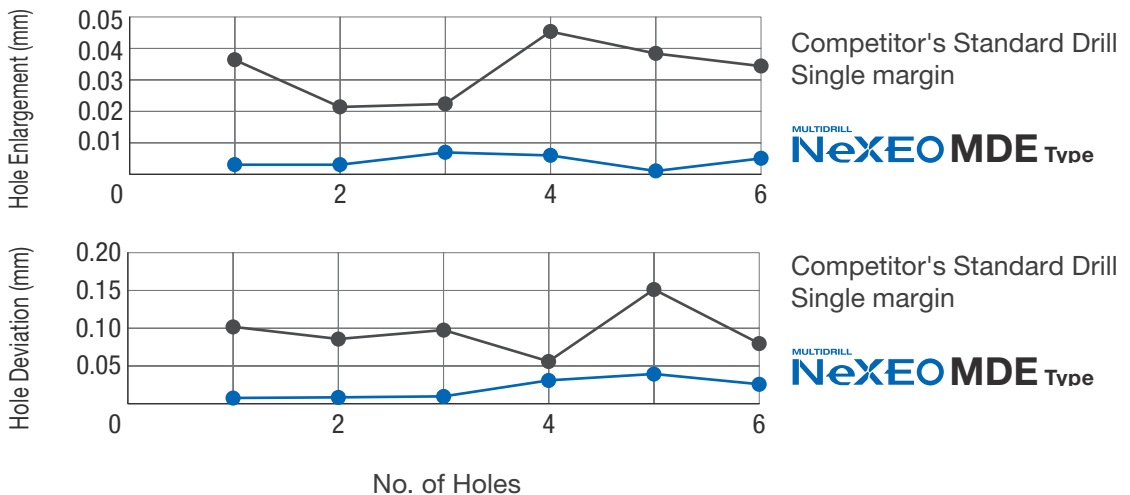 Hole Enlargement (mm)
0.05
0.04
0.03
0.02
0.01
0 2 4 6
Competitor's Standard Drill
Single margin
MULTIDRILL
NeXEO MDE Type
Hole Deviation (mm)
0.20
0.15
0.10
0.05
0 2 4 6
Competitor's Standard Drill
Single margin
MULTIDRILL
NeXEO MDE Type
No. of Holes